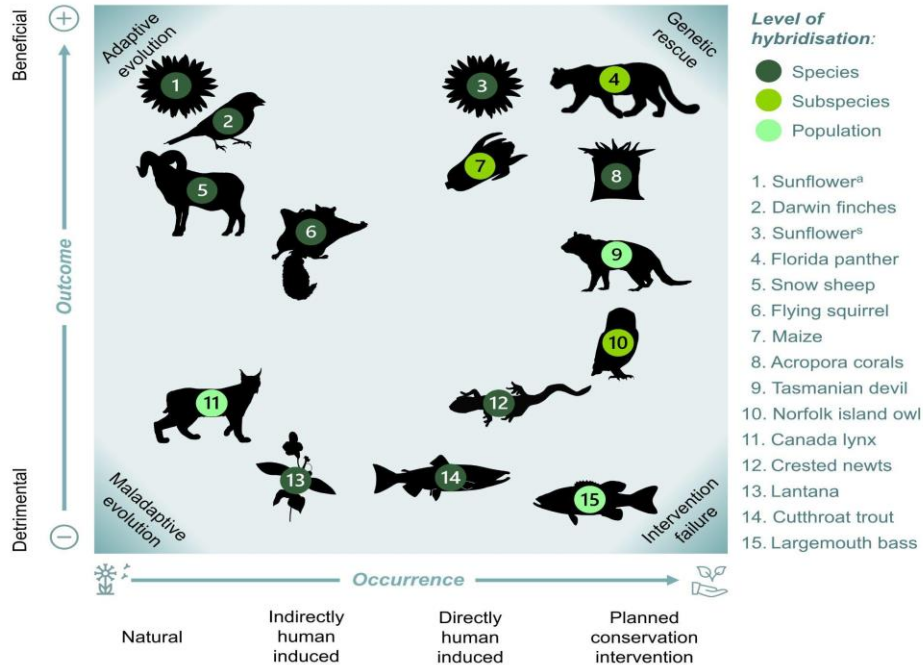 Beneficial
Outcome
Detrimental
Adaptive
evolution
Genetic
rescue
Maladaptive
evolution
Intervention
failure
1
2
3
4
5
6
7
8
9
10
11
12
13
14
15
Occurrence
Natural
Indirectly
human
induced
Directly
human
induced
Planned
conservation
intervention
Level of
hybridisation:
Species
Subspecies
Population
1. Sunflowerᵃ
2. Darwin finches
3. Sunflowerˢ
4. Florida panther
5. Snow sheep
6. Flying squirrel
7. Maize
8. Acropora corals
9. Tasmanian devil
10. Norfolk island owl
11. Canada lynx
12. Crested newts
13. Lantana
14. Cutthroat trout
15. Largemouth bass